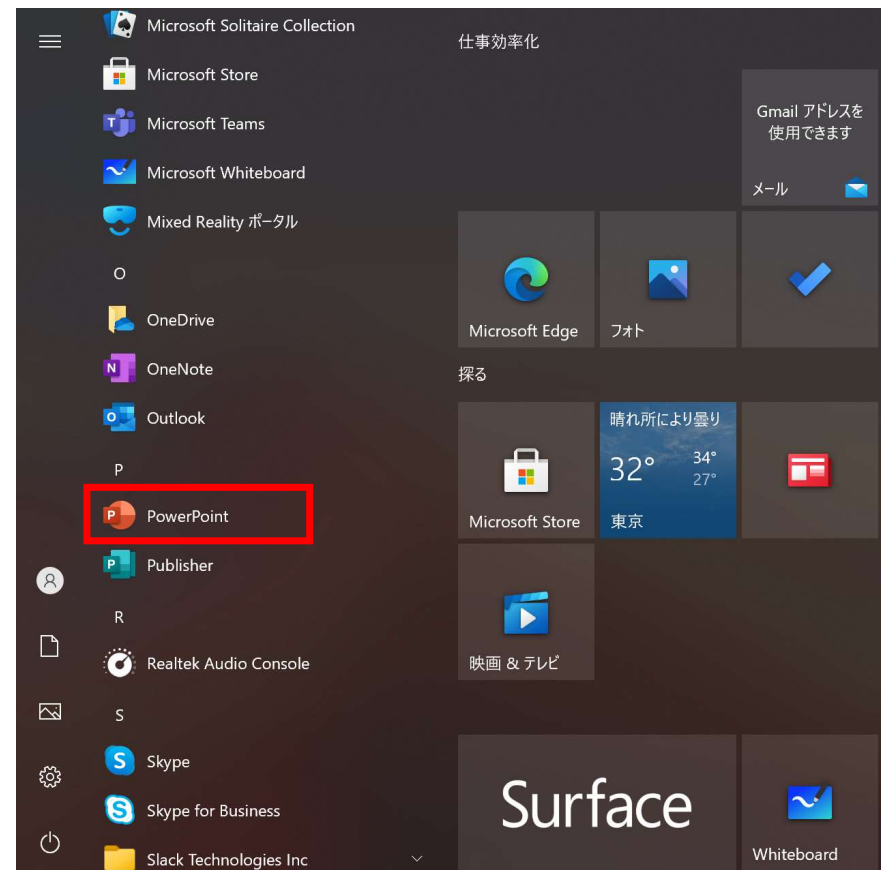 Microsoft Solitaire Collection
Microsoft Store
Microsoft Teams
Microsoft Whiteboard
Mixed Reality ポータル
O
OneDrive
OneNote
Outlook
P
PowerPoint
Publisher
R
Realtek Audio Console
S
Skype
Skype for Business
Slack Technologies Inc
仕事効率化
Gmail アドレスを
使用できます
メール
Microsoft Edge
フォト
探る
Microsoft Store
晴れ所により曇り
32°
34°
27°
東京
映画 & テレビ
Surface
Whiteboard